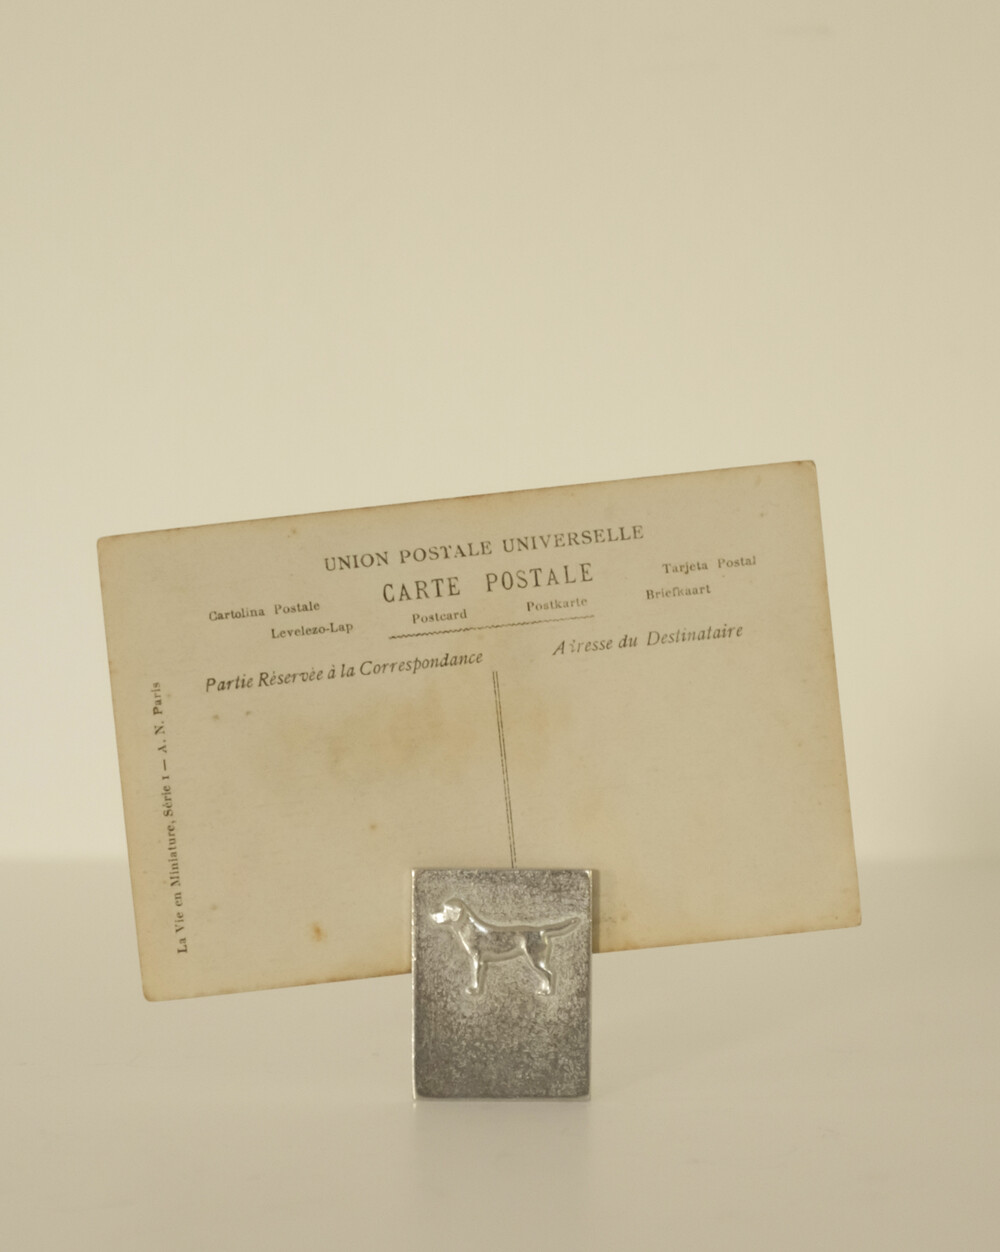 UNION POSTALE UNIVERSELLE
CARTE POSTALE
Cartolina Postale
Levelezo-Lap
Postcard
Postkarte
Tarjeta Postal
Briefkaart
Partie Réservée à la Correspondance
Adresse du Destinataire
La Vie en Miniature, Série 1 — A. N. Paris